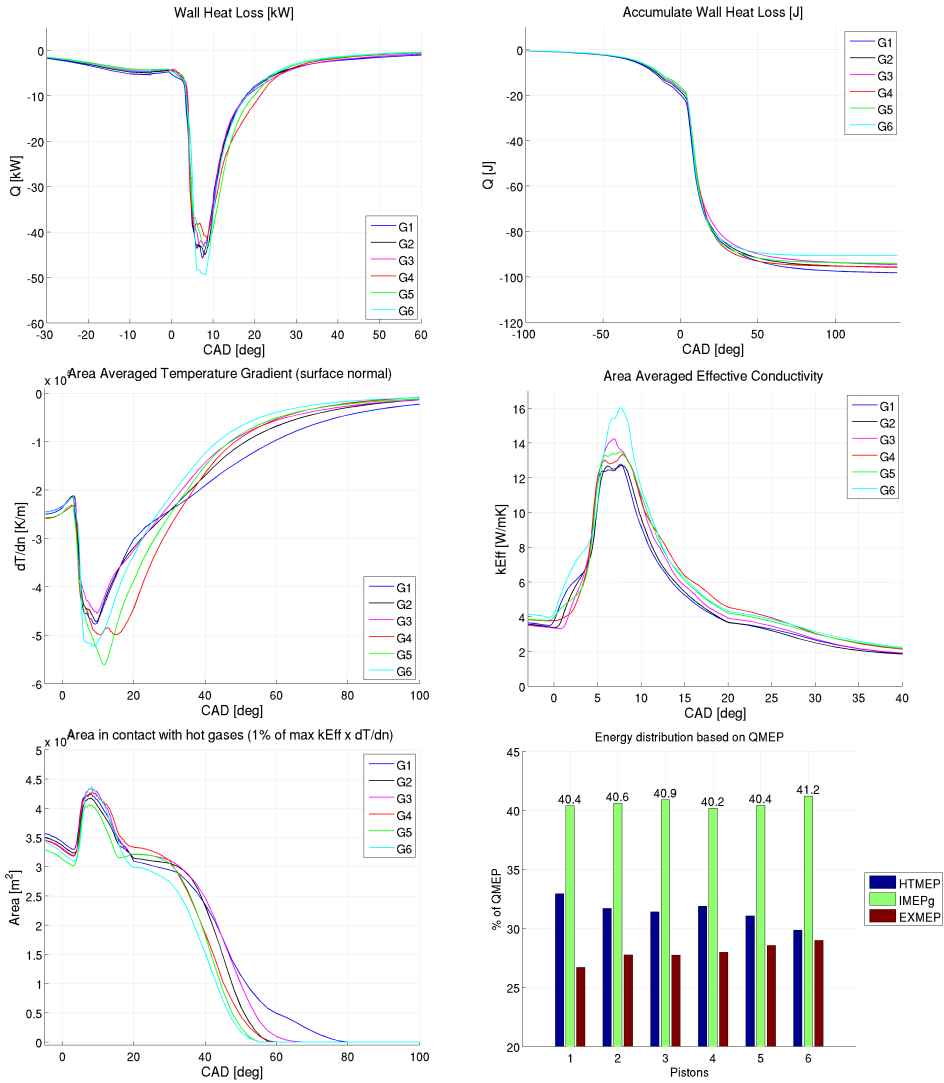 Wall Heat Loss [kW]
0
-10
-20
-30
-40
-50
-60
Q [kW]
-30
-20
-10
0
10
20
30
40
50
60
CAD [deg]
G1
G2
G3
G4
G5
G6
Accumulate Wall Heat Loss [J]
0
-20
-40
-60
-80
-100
-120
Q [J]
-100
-50
0
50
100
CAD [deg]
G1
G2
G3
G4
G5
G6
Area Averaged Temperature Gradient (surface normal)
x 10
0
-1
-2
-3
-4
-5
-6
dT/dn [K/m]
0
20
40
60
80
100
CAD [deg]
G1
G2
G3
G4
G5
G6
Area Averaged Effective Conductivity
16
14
12
10
8
6
4
2
0
kEff [W/mK]
0
5
10
15
20
25
30
35
40
CAD [deg]
G1
G2
G3
G4
G5
G6
Area in contact with hot gases (1% of max kEff x dT/dn)
x 10
5
4.5
4
3.5
3
2.5
2
1.5
1
0.5
0
Area [m²]
0
20
40
60
80
100
CAD [deg]
G1
G2
G3
G4
G5
G6
Energy distribution based on QMEP
45
40
35
30
25
20
% of QMEP
40.4
40.6
40.9
40.2
40.4
41.2
1
2
3
4
5
6
Pistons
HTMEP
IMEPg
EXMEP